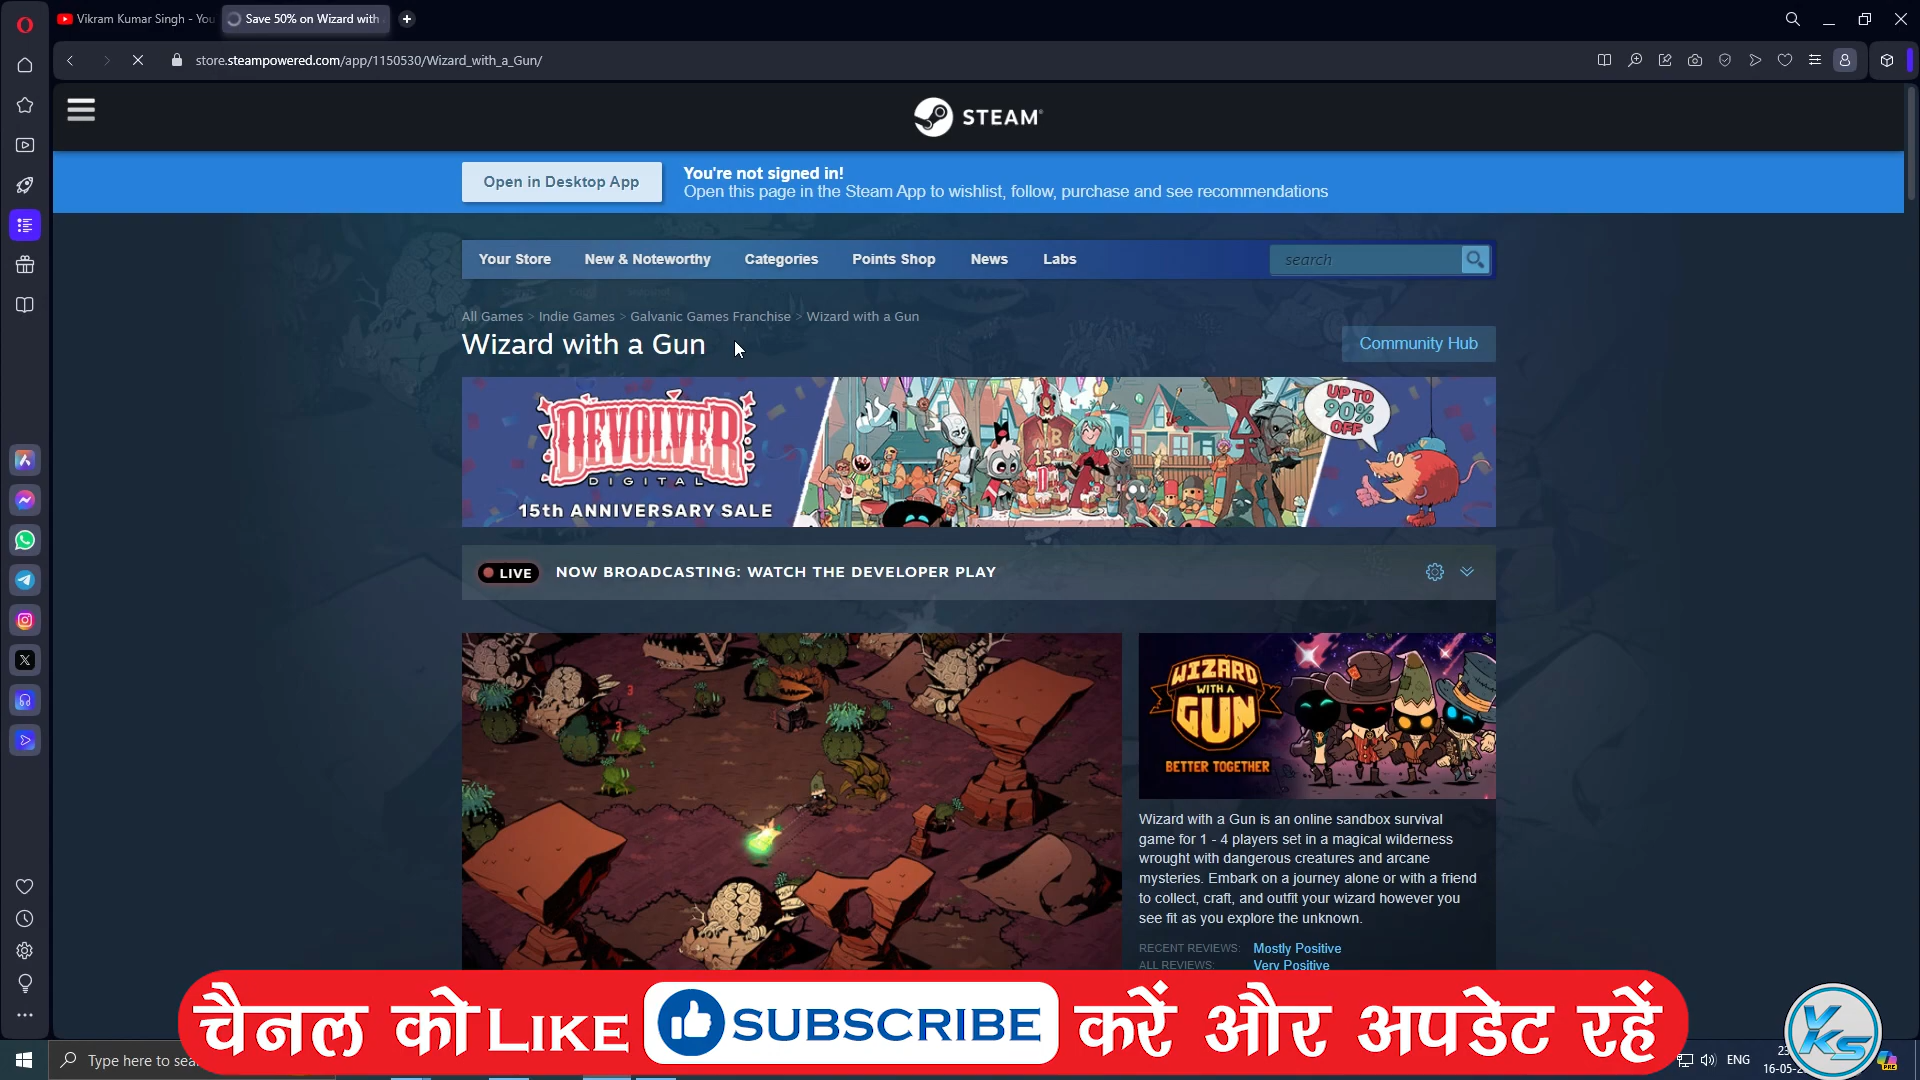 Vikram Kumar Singh - You
Save 50% on Wizard with
store.steampowered.com/app/1150530/Wizard_with_a_Gun/
STEAM
Open in Desktop App
You're not signed in!
Open this page in the Steam App to wishlist, follow, purchase and see recommendations
Your Store New & Noteworthy Categories Points Shop News Labs search
All Games > Indie Games > Galvanic Games Franchise > Wizard with a Gun
Wizard with a Gun
Community Hub
DEVOLVER
DIGITAL
15th ANNIVERSARY SALE
UP TO
90%
OFF
LIVE NOW BROADCASTING: WATCH THE DEVELOPER PLAY
3
3
WIZARD
WITH A
GUN
BETTER TOGETHER
Wizard with a Gun is an online sandbox survival
game for 1 - 4 players set in a magical wilderness
wrought with dangerous creatures and arcane
mysteries. Embark on a journey alone or with a friend
to collect, craft, and outfit your wizard however you
see fit as you explore the unknown.
RECENT REVIEWS: Mostly Positive
ALL REVIEWS: Very Positive
चैनल को LIKE SUBSCRIBE करें और अपडेट रहें
VKS
Type here to sea
ENG
16-05-2